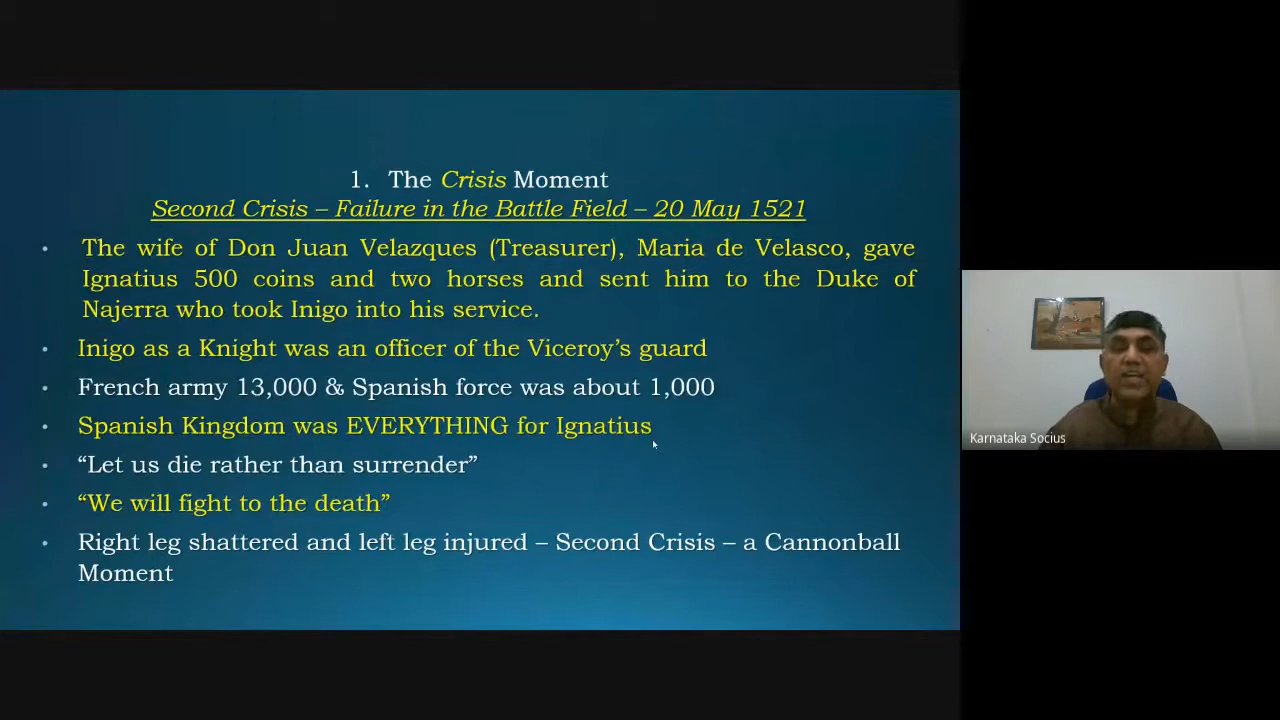 1. The Crisis Moment
Second Crisis – Failure in the Battle Field – 20 May 1521
• The wife of Don Juan Velazques (Treasurer), Maria de Velasco, gave
Ignatius 500 coins and two horses and sent him to the Duke of
Najerra who took Inigo into his service.
• Inigo as a Knight was an officer of the Viceroy’s guard
• French army 13,000 & Spanish force was about 1,000
• Spanish Kingdom was EVERYTHING for Ignatius
• “Let us die rather than surrender”
• “We will fight to the death”
• Right leg shattered and left leg injured – Second Crisis – a Cannonball
Moment
Karnataka Socius